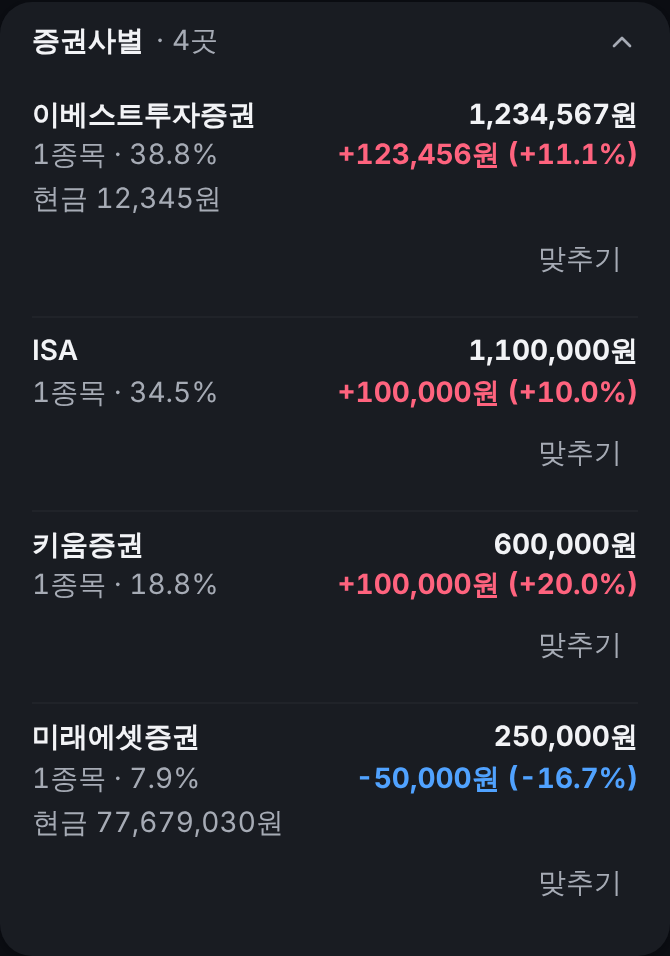 증권사별 · 4곳
이베스트투자증권 1,234,567원
1종목 · 38.8% +123,456원 (+11.1%)
현금 12,345원
맞추기
ISA 1,100,000원
1종목 · 34.5% +100,000원 (+10.0%)
맞추기
키움증권 600,000원
1종목 · 18.8% +100,000원 (+20.0%)
맞추기
미래에셋증권 250,000원
1종목 · 7.9% -50,000원 (-16.7%)
현금 77,679,030원
맞추기